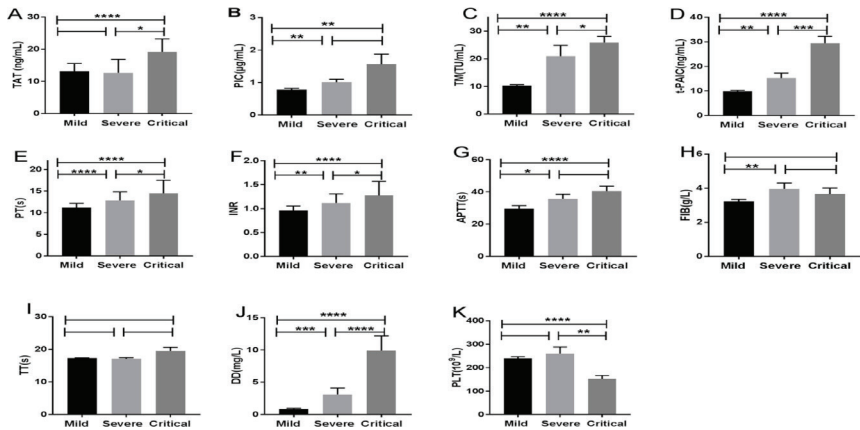 A
****
*
TAT (ng/mL)
30
20
10
0
Mild Severe Critical
B
**
**
PIC(μg/mL)
3
2
1
0
Mild Severe Critical
C
****
**
*
TM(TU/mL)
30
20
10
0
Mild Severe Critical
D
****
**
***
t-PAIC(ng/mL)
40
30
20
10
0
Mild Severe Critical
E
****
****
*
PT(s)
20
15
10
5
0
Mild Severe Critical
F
****
**
*
INR
2.0
1.5
1.0
0.5
0.0
Mild Severe Critical
G
****
*
APTT(s)
60
40
20
0
Mild Severe Critical
H
**
FIB(g/L)
6
4
2
0
Mild Severe Critical
I
TT(s)
30
20
10
0
Mild Severe Critical
J
****
***
****
DD(mg/L)
15
10
5
0
Mild Severe Critical
K
****
**
PLT(10⁹/L)
400
300
200
100
0
Mild Severe Critical